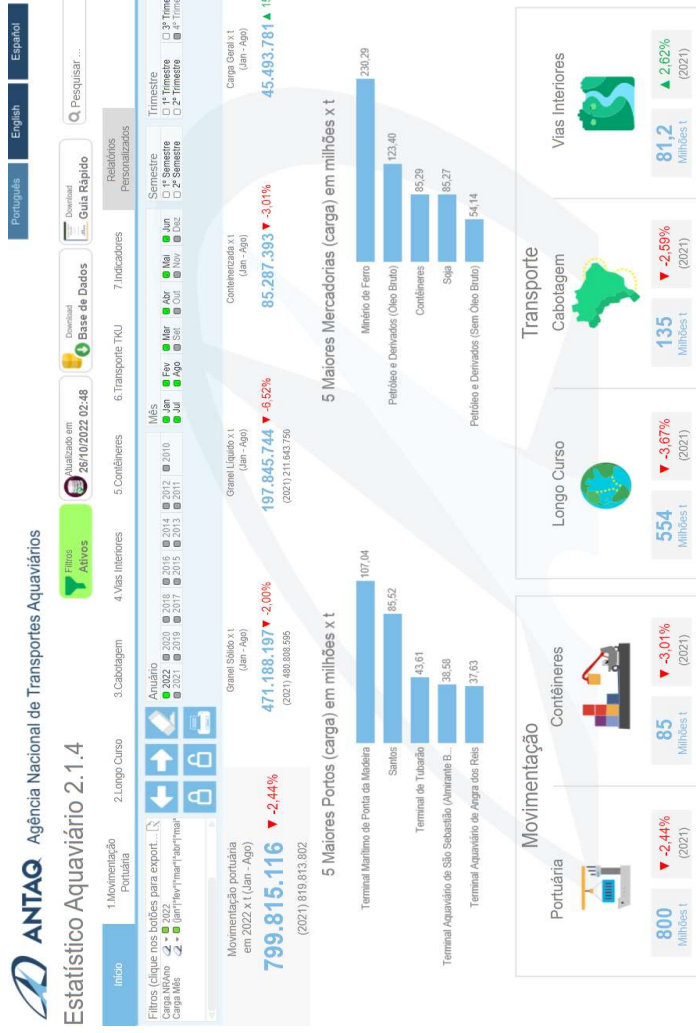 Português
English
Español
ANTAQ Agência Nacional de Transportes Aquaviários
Estatístico Aquaviário 2.1.4
Filtros
Ativos
Atualizado em
26/10/2022 02:48
Download
Base de Dados
Download
Guia Rápido
Pesquisar ...
Início
1.Movimentação
Portuária
2.Longo Curso
3.Cabotagem
4.Vias Interiores
5.Contêineres
6.Transporte TKU
7.Indicadores
Relatórios
Personalizados
Filtros (clique nos botões para export...
Carga.NRAno 2022
Carga Mês (jan*|fev*|mar*|abr*|mai*
Anuário
2022 2020 2018 2016 2014 2012 2010
2021 2019 2017 2015 2013 2011
Mês
Jan Fev Mar Abr Mai Jun
Jul Ago Set Out Nov Dez
Semestre
1º Semestre
2º Semestre
Trimestre
1º Trimestre 3º Trime
2º Trimestre 4º Trime
Movimentação portuária
em 2022 x t (Jan - Ago)
799.815.116 ▼ -2,44%
(2021) 819.813.802
Granel Sólido x t
(Jan - Ago)
471.188.197 ▼ -2,00%
(2021) 480.808.595
Granel Líquido x t
(Jan - Ago)
197.845.744 ▼ -6,52%
(2021) 211.643.750
Conteinerizada x t
(Jan - Ago)
85.287.393 ▼ -3,01%
Carga Geral x t
(Jan - Ago)
45.493.781 ▲ 15
5 Maiores Portos (carga) em milhões x t
Terminal Marítimo de Ponta da Madeira 107,04
Santos 85,52
Terminal de Tubarão 43,61
Terminal Aquaviário de São Sebastião (Almirante B... 38,58
Terminal Aquaviário de Angra dos Reis 37,63
5 Maiores Mercadorias (carga) em milhões x t
Minério de Ferro 230,29
Petróleo e Derivados (Óleo Bruto) 123,40
Contêineres 85,29
Soja 85,27
Petróleo e Derivados (Sem Óleo Bruto) 54,14
Movimentação
Portuária
800
Milhões t
▼ -2,44%
(2021)
Contêineres
85
Milhões t
▼ -3,01%
(2021)
Transporte
Longo Curso
554
Milhões t
▼ -3,67%
(2021)
Cabotagem
135
Milhões t
▼ -2,59%
(2021)
Vias Interiores
81,2
Milhões t
▲ 2,62%
(2021)